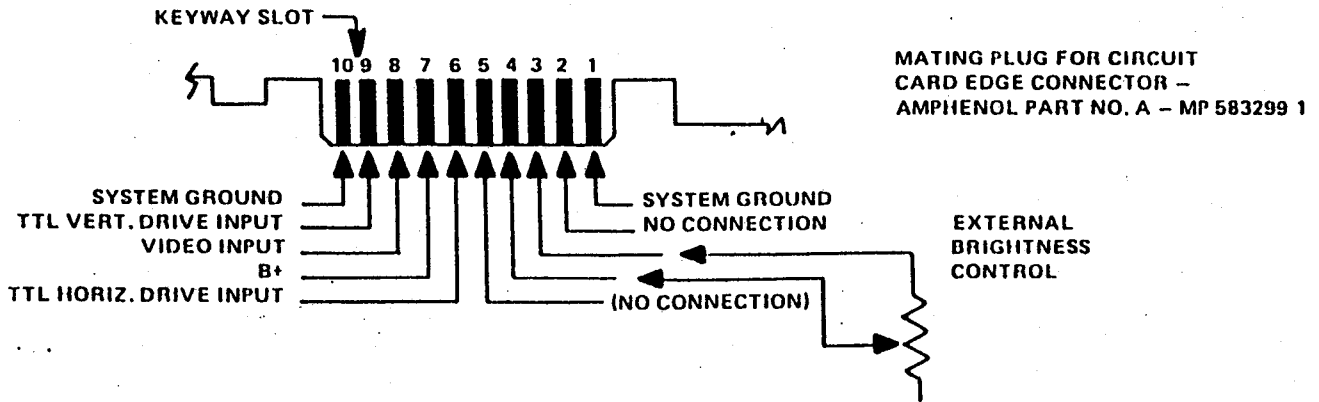 KEYWAY SLOT
10 9 8 7 6 5 4 3 2 1
MATING PLUG FOR CIRCUIT
CARD EDGE CONNECTOR –
AMPHENOL PART NO. A – MP 583299 1
SYSTEM GROUND
TTL VERT. DRIVE INPUT
VIDEO INPUT
B+
TTL HORIZ. DRIVE INPUT
SYSTEM GROUND
NO CONNECTION
(NO CONNECTION)
EXTERNAL
BRIGHTNESS
CONTROL